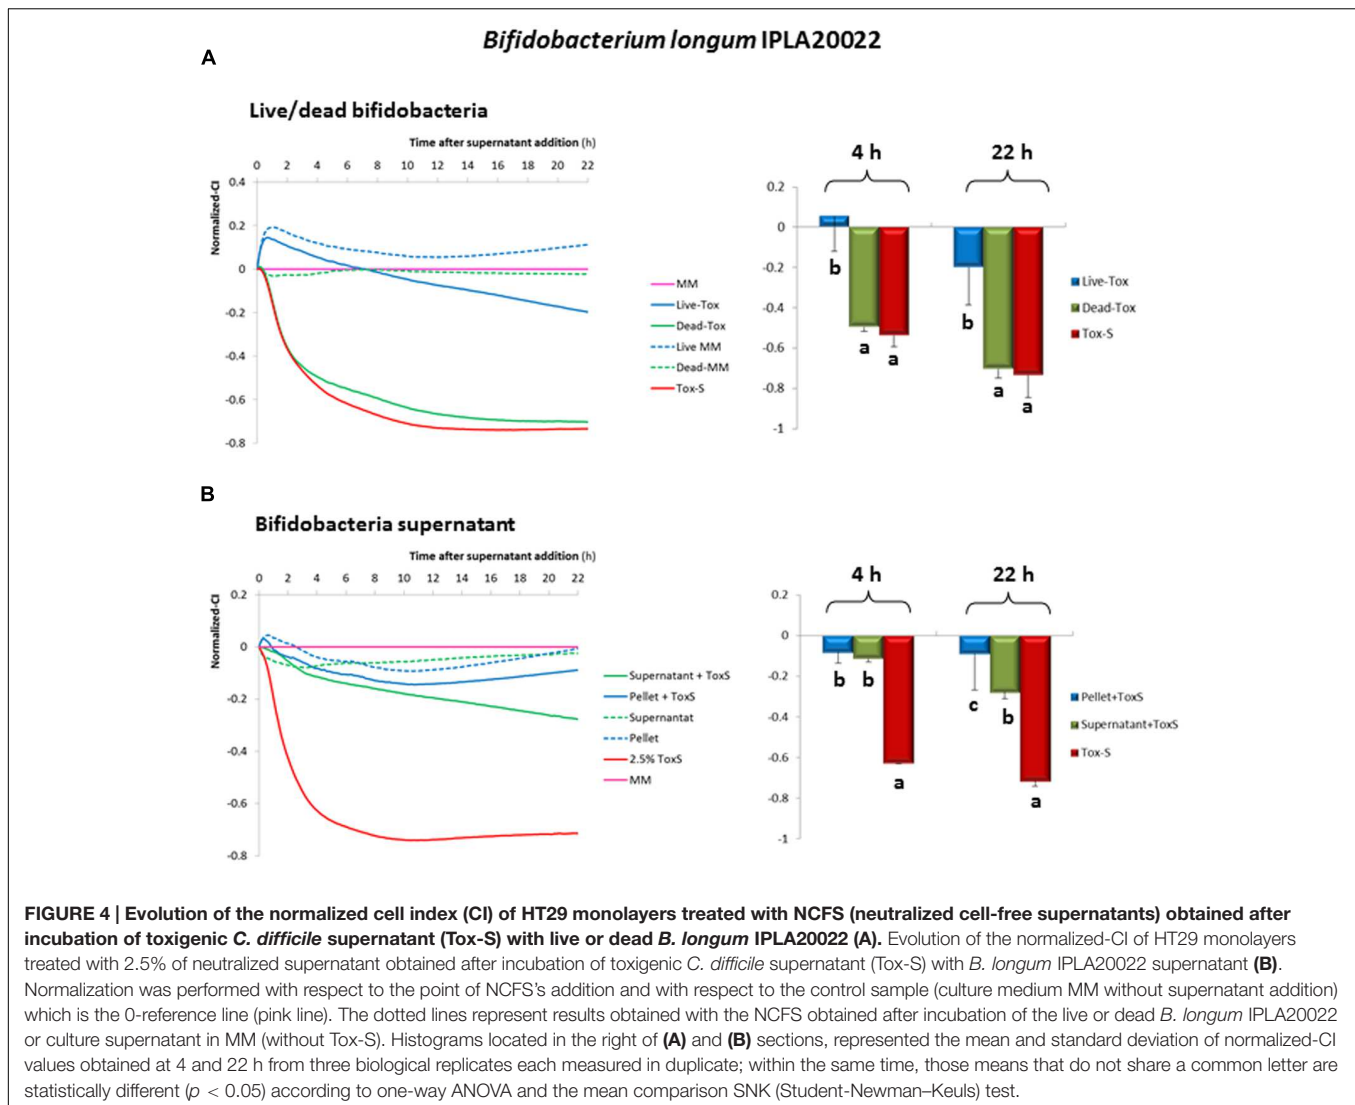 Bifidobacterium longum IPLA20022
A
Live/dead bifidobacteria
Time after supernatant addition (h)
0 2 4 6 8 10 12 14 16 18 20 22
Normalized-CI
0.4
0.2
0
-0.2
-0.4
-0.6
-0.8
MM
Live-Tox
Dead-Tox
Live MM
Dead-MM
Tox-S
4 h 22 h
0.2
0
-0.2
-0.4
-0.6
-0.8
-1
b a a b a a
Live-Tox
Dead-Tox
Tox-S
B
Bifidobacteria supernatant
Time after supernatant addition (h)
0 2 4 6 8 10 12 14 16 18 20 22
Normalized-CI
0.2
0
-0.2
-0.4
-0.6
-0.8
Supernatant + ToxS
Pellet + ToxS
Supernantat
Pellet
2.5% ToxS
MM
4 h 22 h
0.2
0
-0.2
-0.4
-0.6
-0.8
-1
b b a c b a
Pellet+ToxS
Supernatant+ToxS
Tox-S
FIGURE 4 | Evolution of the normalized cell index (CI) of HT29 monolayers treated with NCFS (neutralized cell-free supernatants) obtained after
incubation of toxigenic C. difficile supernatant (Tox-S) with live or dead B. longum IPLA20022 (A). Evolution of the normalized-CI of HT29 monolayers
treated with 2.5% of neutralized supernatant obtained after incubation of toxigenic C. difficile supernatant (Tox-S) with B. longum IPLA20022 supernatant (B).
Normalization was performed with respect to the point of NCFS's addition and with respect to the control sample (culture medium MM without supernatant addition)
which is the 0-reference line (pink line). The dotted lines represent results obtained with the NCFS obtained after incubation of the live or dead B. longum IPLA20022
or culture supernatant in MM (without Tox-S). Histograms located in the right of (A) and (B) sections, represented the mean and standard deviation of normalized-CI
values obtained at 4 and 22 h from three biological replicates each measured in duplicate; within the same time, those means that do not share a common letter are
statistically different (p < 0.05) according to one-way ANOVA and the mean comparison SNK (Student-Newman–Keuls) test.